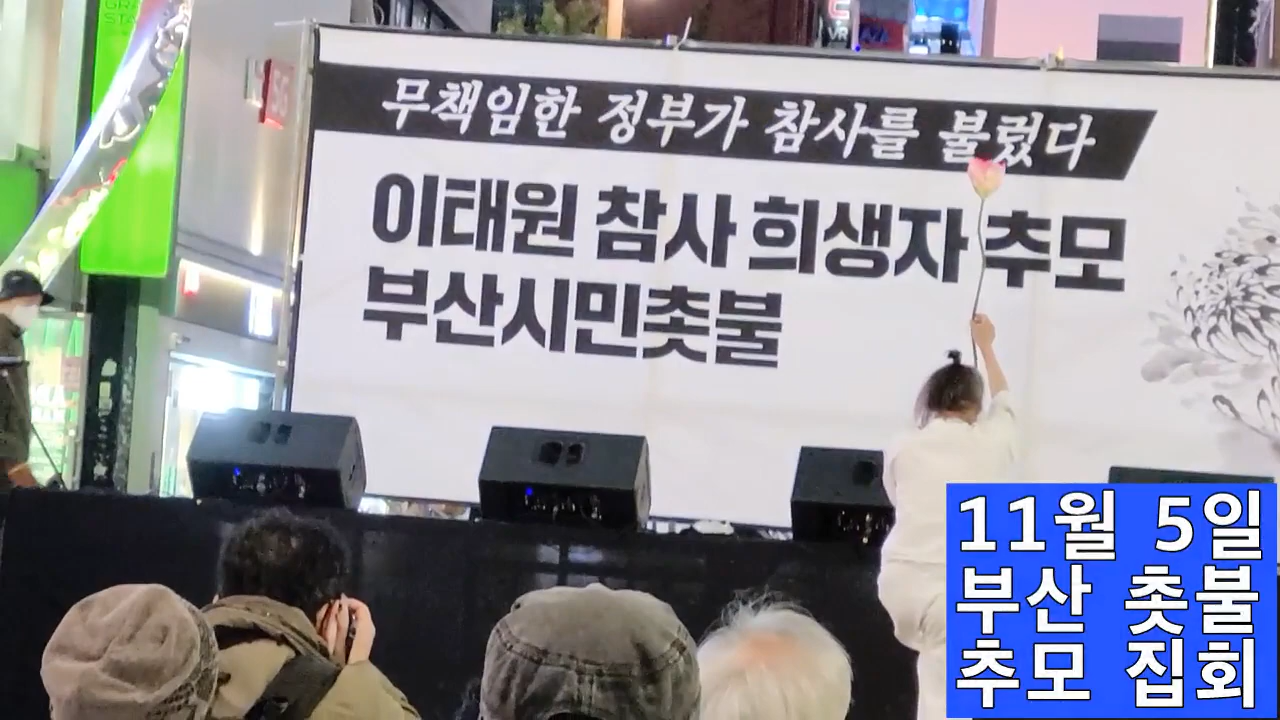 무책임한 정부가 참사를 불렀다
이태원 참사 희생자 추모
부산시민촛불
11월 5일
부산 촛불
추모 집회